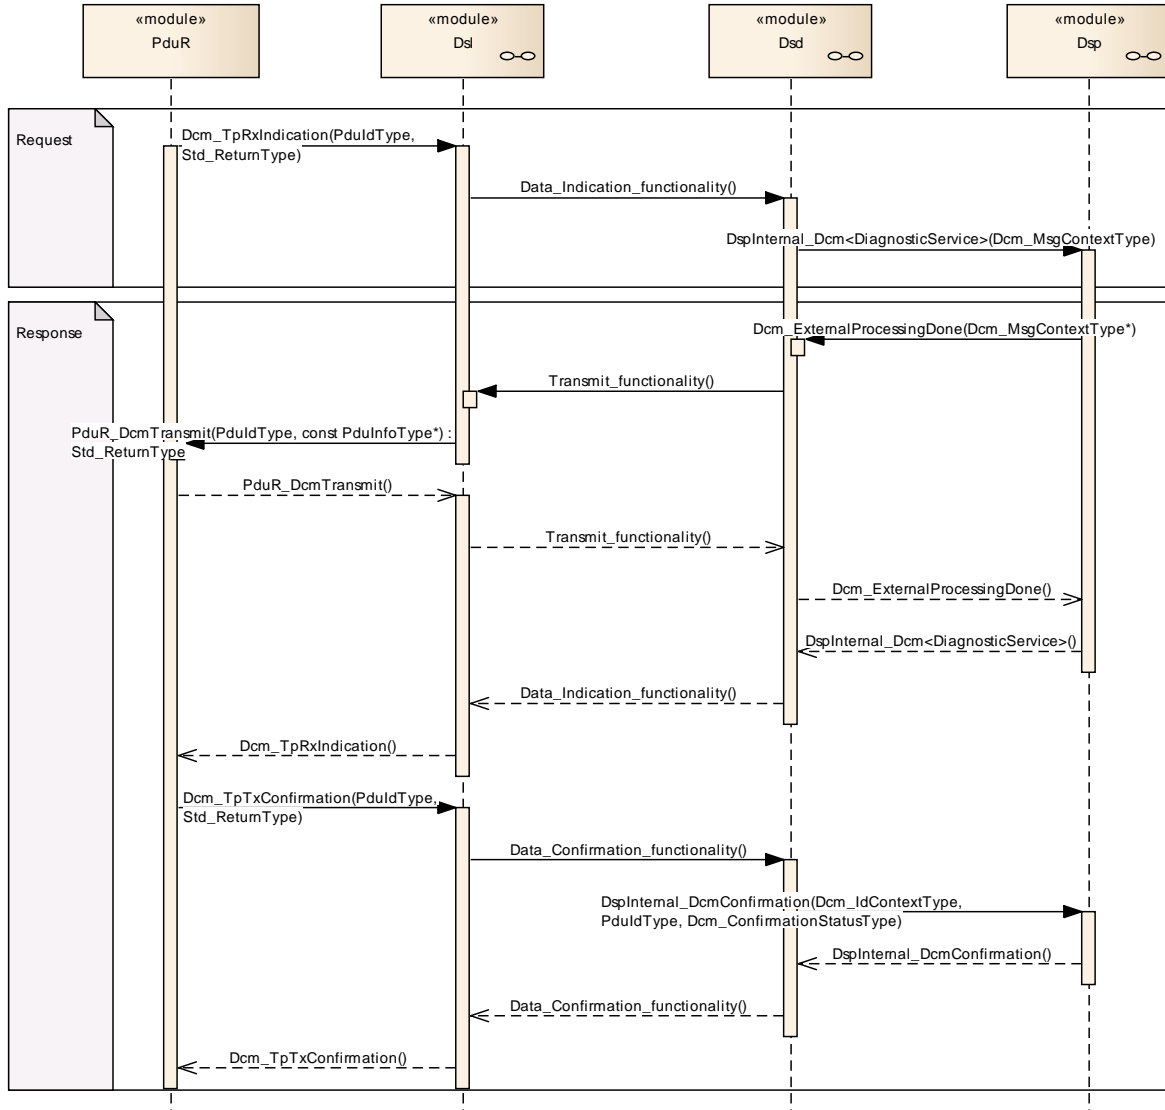 «module»
PduR
«module»
Dsl
«module»
Dsd
«module»
Dsp
Request
Dcm_TpRxIndication(PduIdType,
Std_ReturnType)
Data_Indication_functionality()
DspInternal_Dcm<DiagnosticService>(Dcm_MsgContextType)
Response
Dcm_ExternalProcessingDone(Dcm_MsgContextType*)
Transmit_functionality()
PduR_DcmTransmit(PduIdType, const PduInfoType*) :
Std_ReturnType
PduR_DcmTransmit()
Transmit_functionality()
Dcm_ExternalProcessingDone()
DspInternal_Dcm<DiagnosticService>()
Data_Indication_functionality()
Dcm_TpRxIndication()
Dcm_TpTxConfirmation(PduIdType,
Std_ReturnType)
Data_Confirmation_functionality()
DspInternal_DcmConfirmation(Dcm_IdContextType,
PduIdType, Dcm_ConfirmationStatusType)
DspInternal_DcmConfirmation()
Data_Confirmation_functionality()
Dcm_TpTxConfirmation()